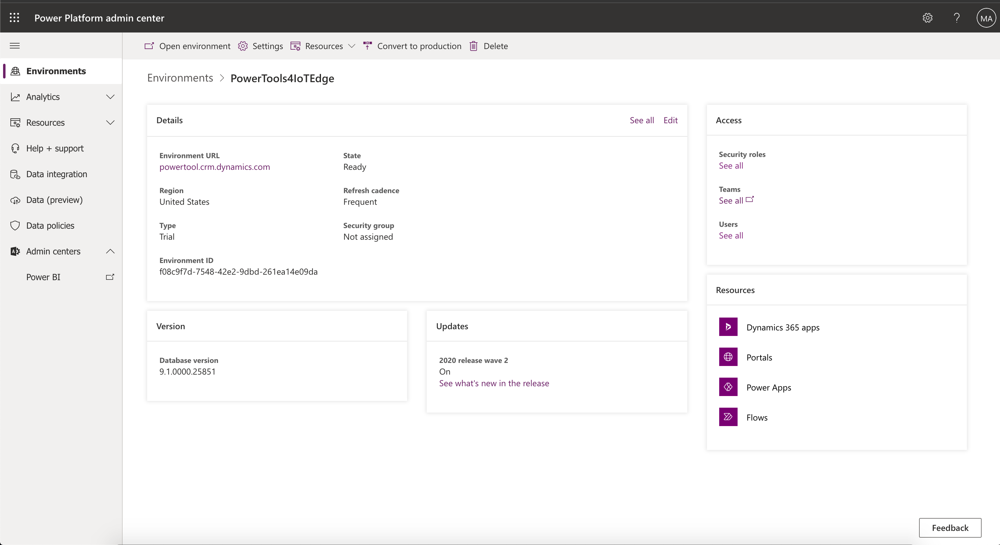 Power Platform admin center
MA
Open environment Settings Resources Convert to production Delete
Environments
Analytics
Resources
Help + support
Data integration
Data (preview)
Data policies
Admin centers
Power BI
Environments > PowerTools4IoTEdge
Details
See all Edit
Environment URL
powertool.crm.dynamics.com
State
Ready
Region
United States
Refresh cadence
Frequent
Type
Trial
Security group
Not assigned
Environment ID
f08c9f7d-7548-42e2-9dbd-261ea14e09da
Version
Database version
9.1.0000.25851
Updates
2020 release wave 2
On
See what's new in the release
Access
Security roles
See all
Teams
See all
Users
See all
Resources
Dynamics 365 apps
Portals
Power Apps
Flows
Feedback